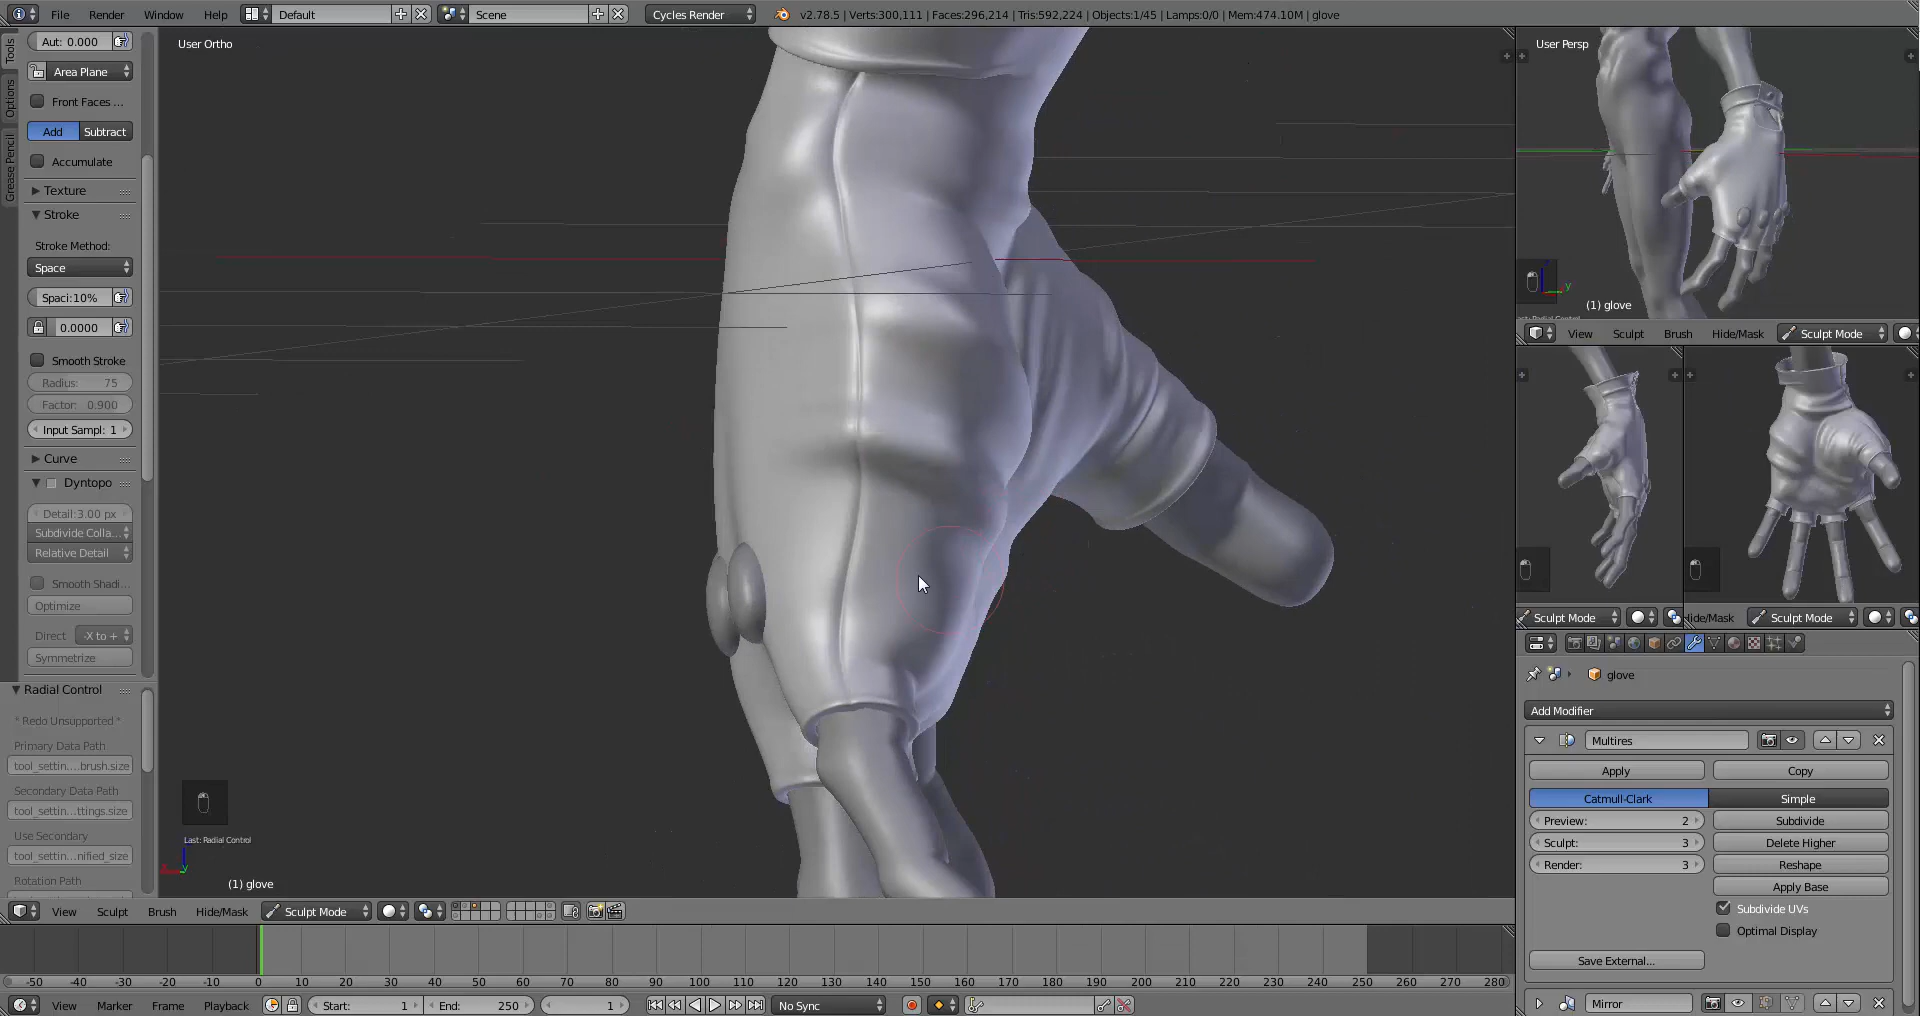 File Render Window Help Default Scene Cycles Render v2.78.5 | Verts:300,111 | Faces:296,214 | Tris:592,224 | Objects:1/45 | Lamps:0/0 | Mem:474.10M | glove
Tools
Options
Grease Pencil
Aut: 0.000
Area Plane
Front Faces ...
Add Subtract
Accumulate
Texture
Stroke
Stroke Method:
Space
Spaci:10%
0.0000
Smooth Stroke
Radius: 75
Factor: 0.900
Input Sampl: 1
Curve
Dyntopo
Detail:3.00 px
Subdivide Colla...
Relative Detail
Smooth Shadi...
Optimize
Direct -X to +
Symmetrize
Radial Control
* Redo Unsupported *
Primary Data Path
tool_settin....brush.size
Secondary Data Path
tool_settin...ttings.size
Use Secondary
tool_settin...nified_size
Rotation Path
User Ortho
Last: Radial Control
(1) glove
View Sculpt Brush Hide/Mask Sculpt Mode
User Persp
y
(1) glove
View Sculpt Brush Hide/Mask Sculpt Mode
Sculpt Mode
Hide/Mask Sculpt Mode
glove
Add Modifier
Multires
Apply Copy
Catmull-Clark Simple
Preview: 2 Subdivide
Sculpt: 3 Delete Higher
Render: 3 Reshape
Apply Base
Subdivide UVs
Optimal Display
Save External...
Mirror
-50 -40 -30 -20 -10 0 10 20 30 40 50 60 70 80 90 100 110 120 130 140 150 160 170 180 190 200 210 220 230 240 250 260 270 280
View Marker Frame Playback Start: 1 End: 250 1 No Sync